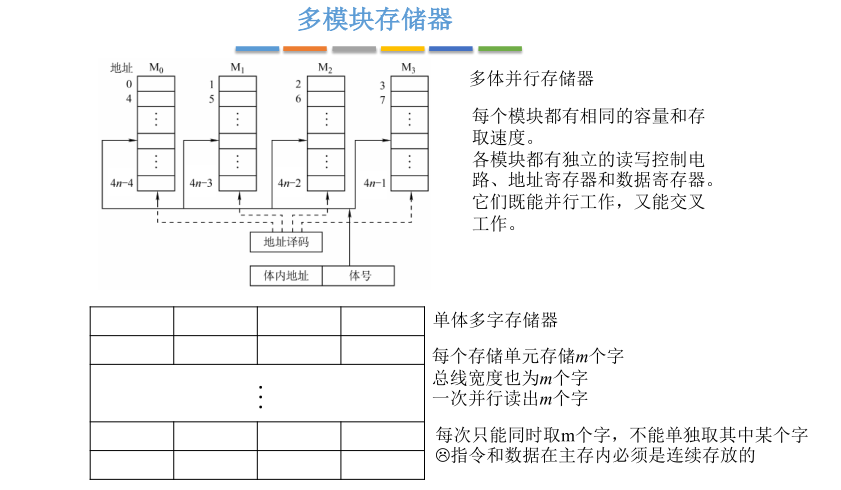 多模块存储器
地址 M0 M1 M2 M3
0 1 2 3
4 5 6 7
⋮ ⋮ ⋮ ⋮
⋮ ⋮ ⋮ ⋮
4n-4 4n-3 4n-2 4n-1
地址译码
体内地址 体号
多体并行存储器
每个模块都有相同的容量和存
取速度。
各模块都有独立的读写控制电
路、地址寄存器和数据寄存器。
它们既能并行工作，又能交叉
工作。
⋮
单体多字存储器
每个存储单元存储m个字
总线宽度也为m个字
一次并行读出m个字
每次只能同时取m个字，不能单独取其中某个字
☹指令和数据在主存内必须是连续存放的